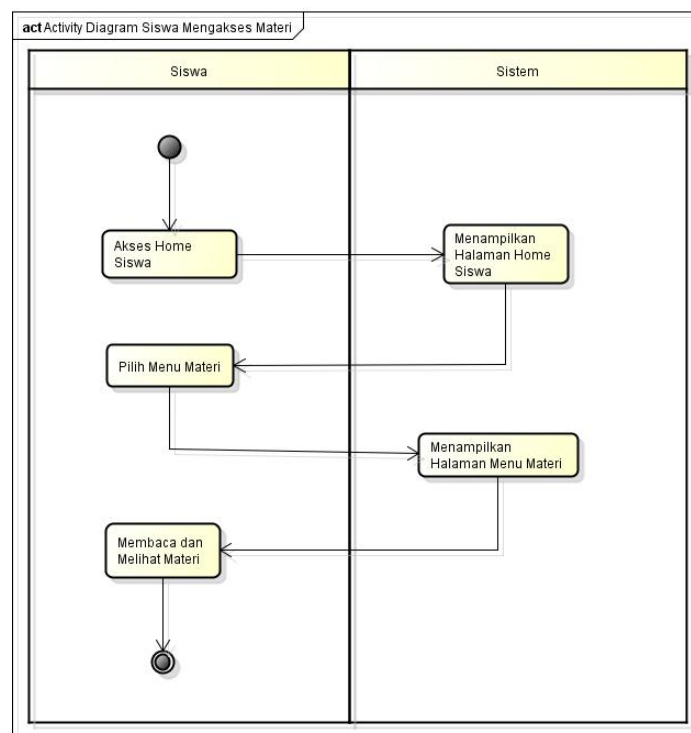 act Activity Diagram Siswa Mengakses Materi
Siswa
Sistem
Akses Home
Siswa
Menampilkan
Halaman Home
Siswa
Pilih Menu Materi
Menampilkan
Halaman Menu Materi
Membaca dan
Melihat Materi